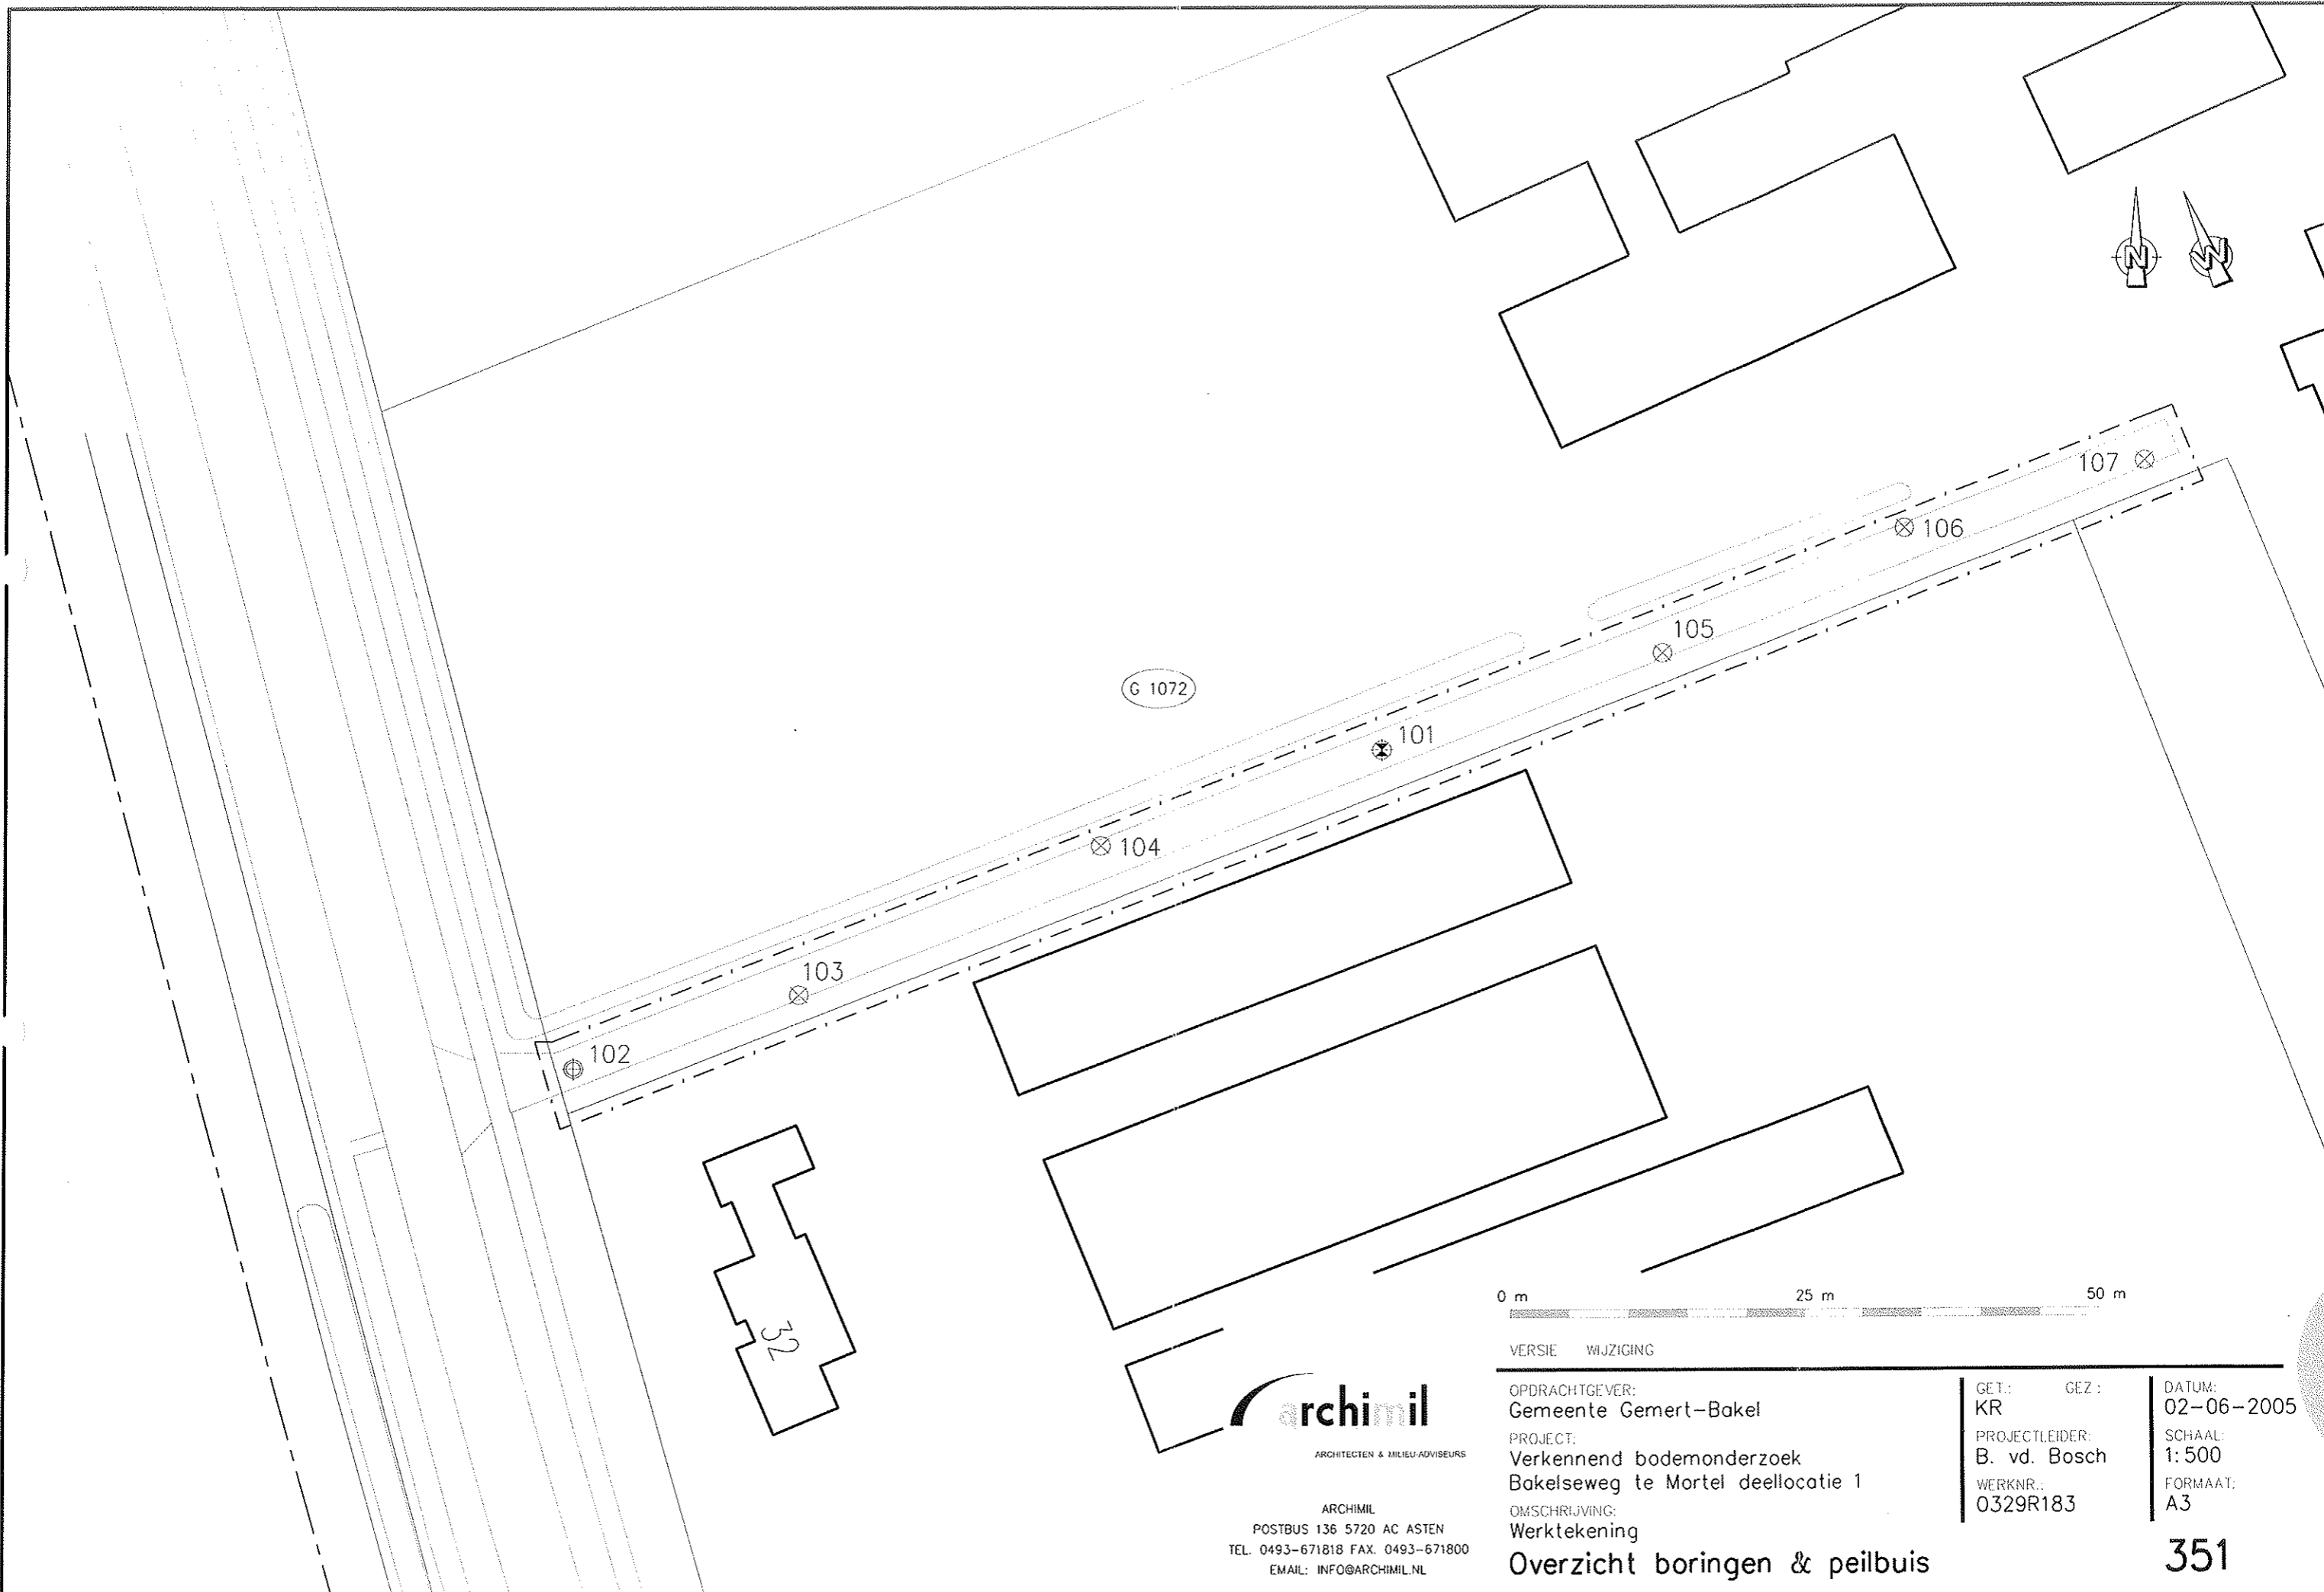 N
W
107
106
105
G 1072
101
104
103
102
32
0 m 25 m 50 m
VERSIE WIJZIGING
archimil
ARCHITECTEN & MILIEU-ADVISEURS
ARCHIMIL
POSTBUS 136 5720 AC ASTEN
TEL. 0493-671818 FAX. 0493-671800
EMAIL: INFO@ARCHIMIL.NL
OPDRACHTGEVER:
Gemeente Gemert-Bakel
PROJECT:
Verkennend bodemonderzoek
Bakelseweg te Mortel deellocatie 1
OMSCHRIJVING:
Werktekening
Overzicht boringen & peilbuis
GET.: GEZ.:
KR
PROJECTLEIDER:
B. vd. Bosch
WERKNR.:
0329R183
DATUM:
02-06-2005
SCHAAL:
1:500
FORMAAT:
A3
351